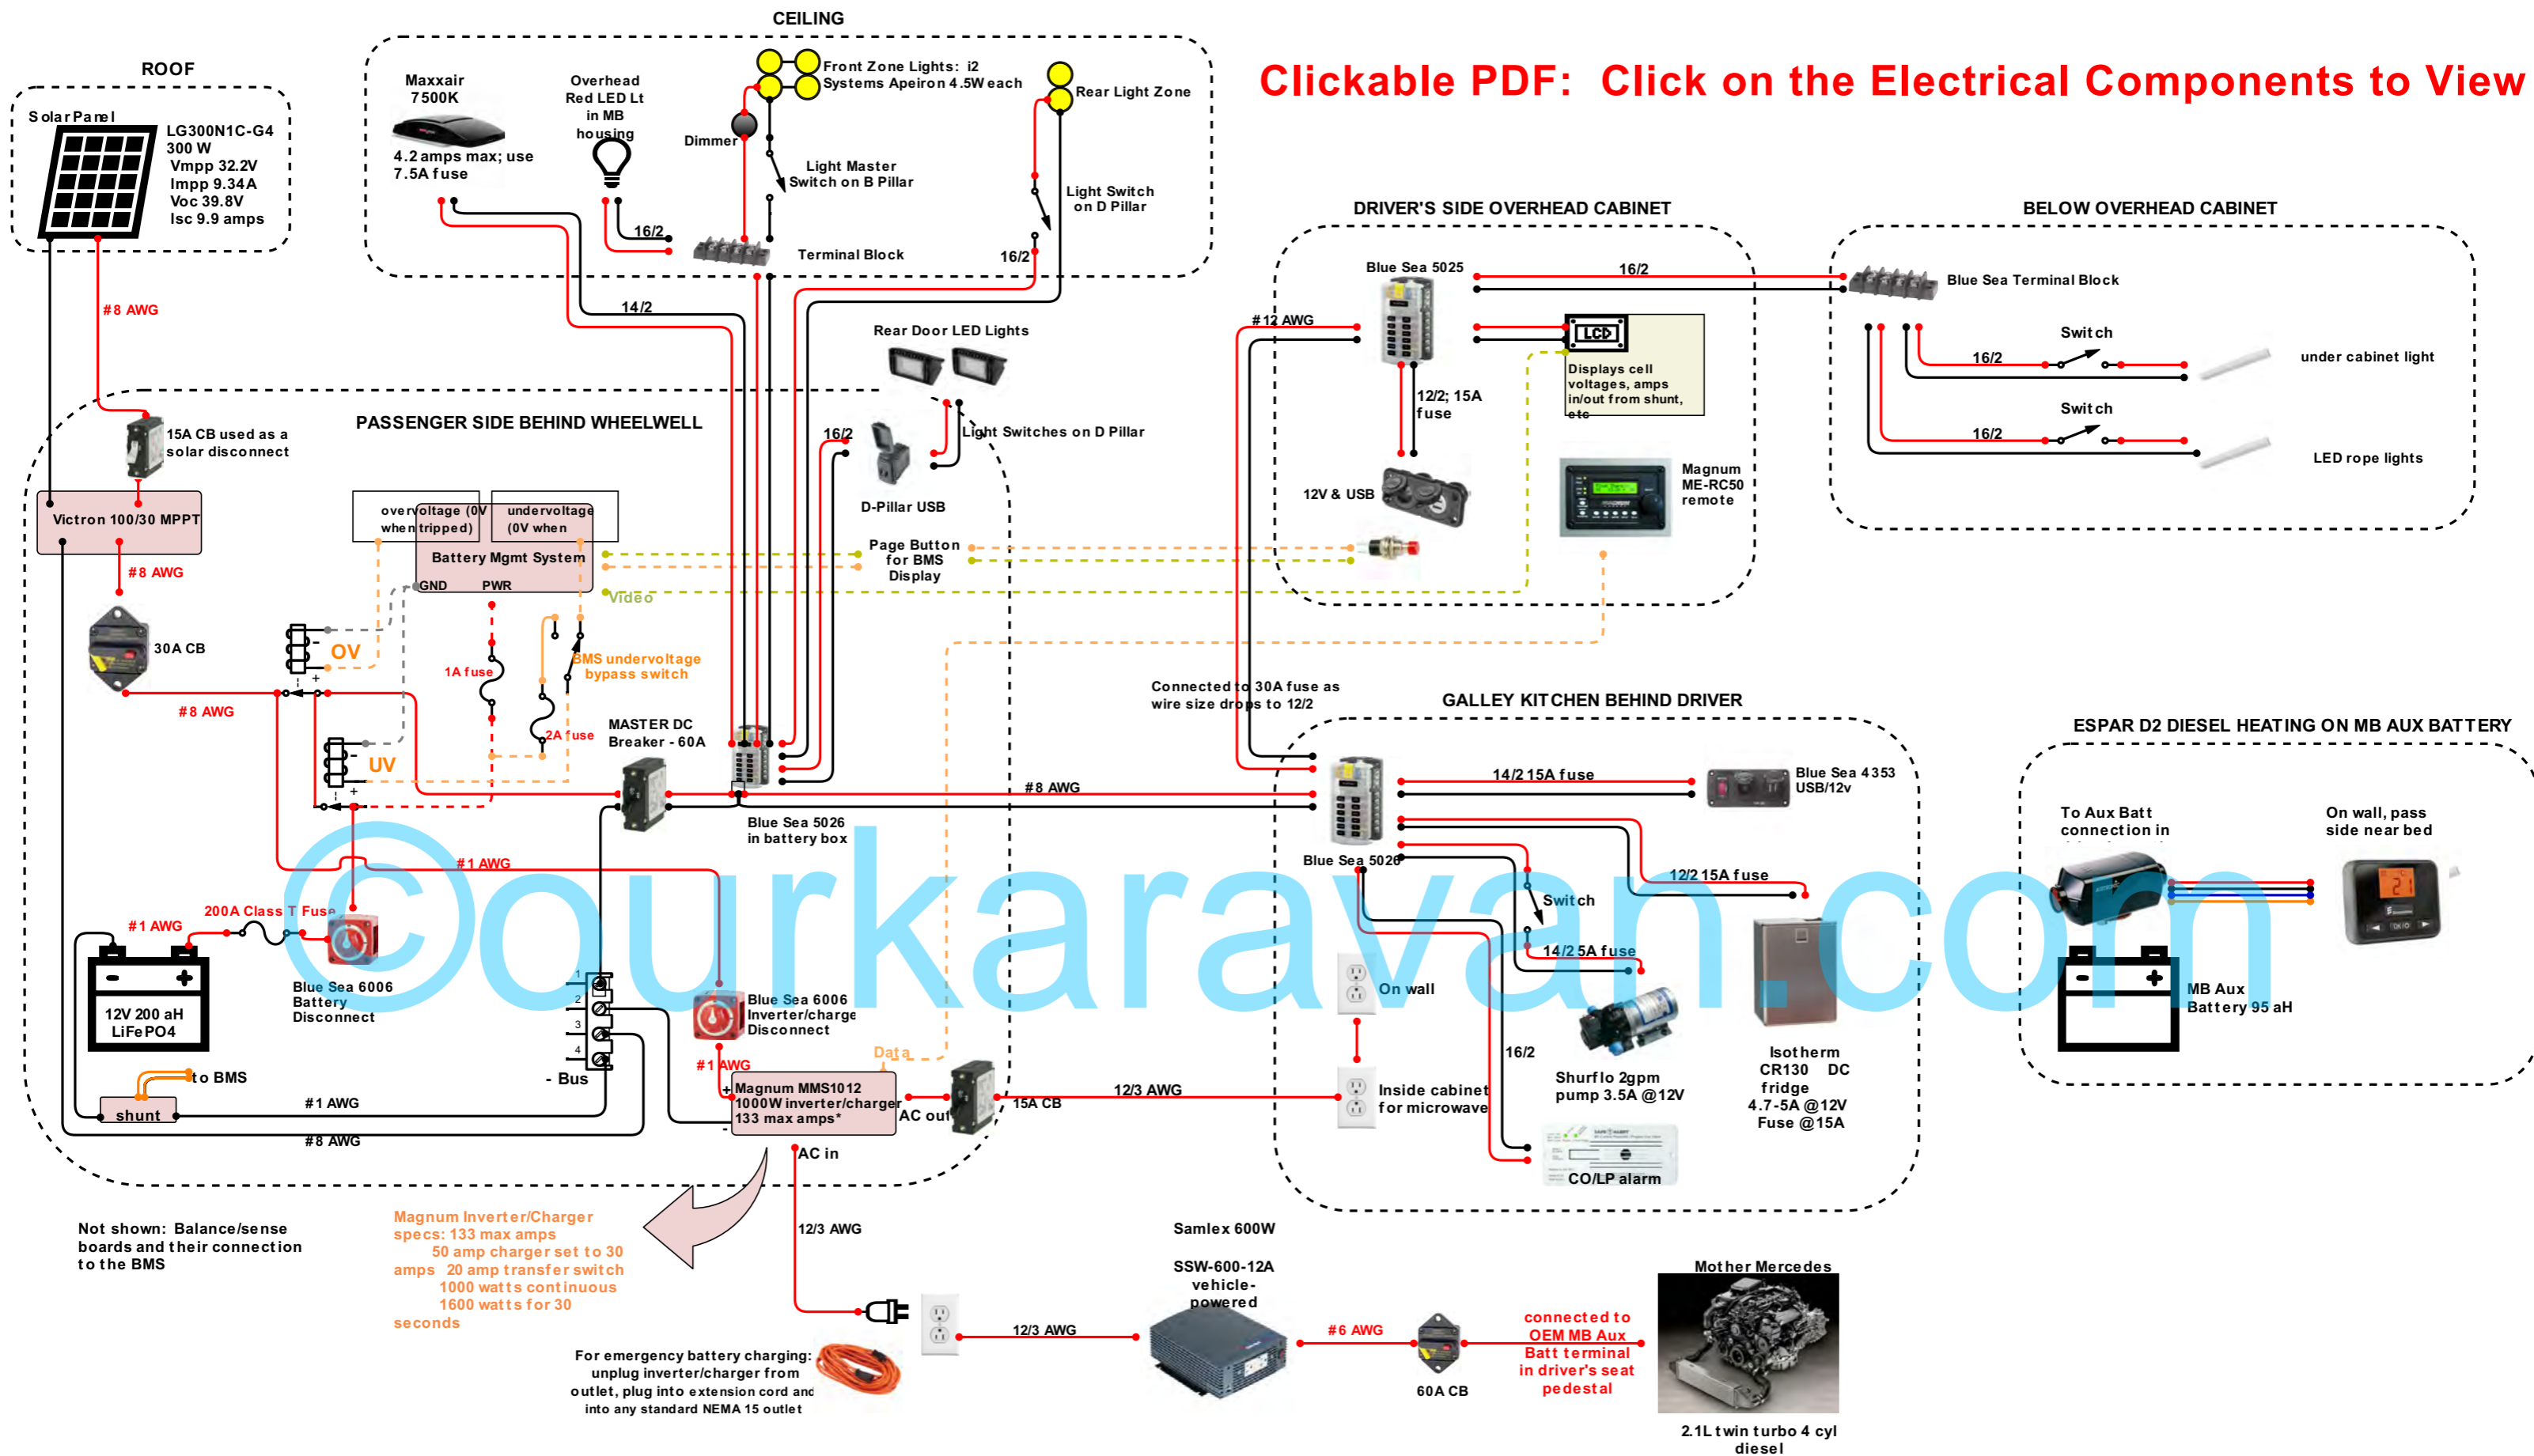 CEILING
Clickable PDF:  Click on the Electrical Components to View
ROOF
Solar Panel
LG300N1C-G4
300 W
Vmpp 32.2V
Impp 9.34A
Voc 39.8V
Isc 9.9 amps
#8 AWG
Maxxair
7500K
4.2 amps max; use
7.5A fuse
Overhead
Red LED Lt
in MB
housing
16/2
Front Zone Lights:  i2
Systems Apeiron 4.5W each
Dimmer
Light Master
Switch on B Pillar
Terminal Block
Rear Light Zone
Light Switch
on D Pillar
16/2
14/2
DRIVER'S SIDE OVERHEAD CABINET
Blue Sea 5025
16/2
#12 AWG
LCD
Displays cell
voltages, amps
in/out from shunt,
etc
12/2; 15A
fuse
12V & USB
Magnum
ME-RC50
remote
BELOW OVERHEAD CABINET
Blue Sea Terminal Block
Switch
16/2
under cabinet light
Switch
16/2
LED rope lights
Rear Door LED Lights
Light Switches on D Pillar
16/2
D-Pillar USB
Page Button
for BMS
Display
PASSENGER SIDE BEHIND WHEELWELL
15A CB used as a
solar disconnect
Victron 100/30 MPPT
#8 AWG
30A CB
#8 AWG
overvoltage (0V
when tripped)
undervoltage
(0V when
Battery Mgmt System
GND
PWR
Video
OV
-
+
UV
-
+
1A fuse
2A fuse
BMS undervoltage
bypass switch
MASTER DC
Breaker - 60A
Blue Sea 5026
in battery box
#8 AWG
#1 AWG
200A Class T Fuse
#1 AWG
- +
12V 200 aH
LiFePO4
Blue Sea 6006
Battery
Disconnect
to BMS
shunt
#1 AWG
#8 AWG
1
2
3
4
- Bus
Blue Sea 6006
Inverter/charge
Disconnect
#1 AWG
Data
+
Magnum MMS1012
1000W inverter/charger
133 max amps*
-
AC out
AC in
15A CB
12/3 AWG
Connected to 30A fuse as
wire size drops to 12/2
GALLEY KITCHEN BEHIND DRIVER
14/2 15A fuse
Blue Sea 4353
USB/12v
Blue Sea 5026
12/2 15A fuse
Switch
14/2 5A fuse
On wall
Inside cabinet
for microwave
16/2
Shurflo 2gpm
pump 3.5A @12V
Isotherm
CR130    DC
fridge
4.7-5A @12V
Fuse @15A
CO/LP alarm
ESPAR D2 DIESEL HEATING ON MB AUX BATTERY
To Aux Batt
connection in
On wall, pass
side near bed
21
- +
MB Aux
Battery 95 aH
©ourkaravan.com
Not shown:  Balance/sense
boards and their connection
to the BMS
Magnum Inverter/Charger
specs: 133 max amps
50 amp charger set to 30
amps   20 amp transfer switch
1000 watts continuous
1600 watts for 30
seconds
12/3 AWG
For emergency battery charging:
unplug inverter/charger from
outlet, plug into extension cord and
into any standard NEMA 15 outlet
12/3 AWG
Samlex 600W
SSW-600-12A
vehicle-
powered
#6 AWG
60A CB
connected to
OEM MB Aux
Batt terminal
in driver's seat
pedestal
Mother Mercedes
2.1L twin turbo 4 cyl
diesel